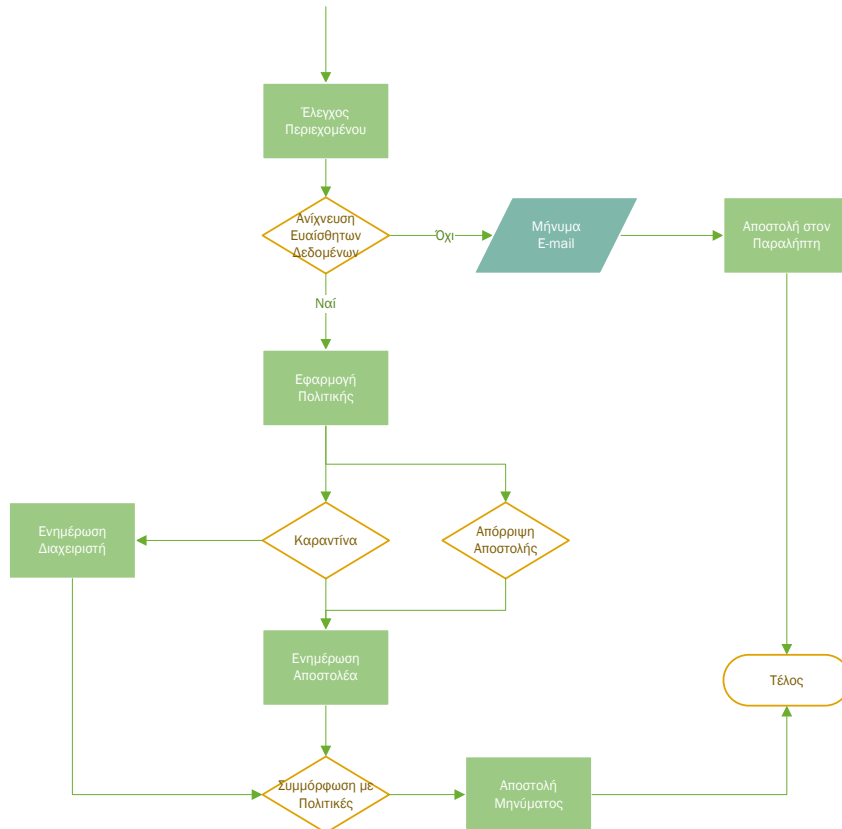 Έλεγχος
Περιεχομένου
Ανίχνευση
Ευαίσθητων
Δεδομένων
Όχι
Μήνυμα
E-mail
Αποστολή στον
Παραλήπτη
Ναί
Εφαρμογή
Πολιτικής
Ενημέρωση
Διαχειριστή
Καραντίνα
Απόρριψη
Αποστολής
Ενημέρωση
Αποστολέα
Τέλος
Συμμόρφωση με
Πολιτικές
Αποστολή
Μηνύματος